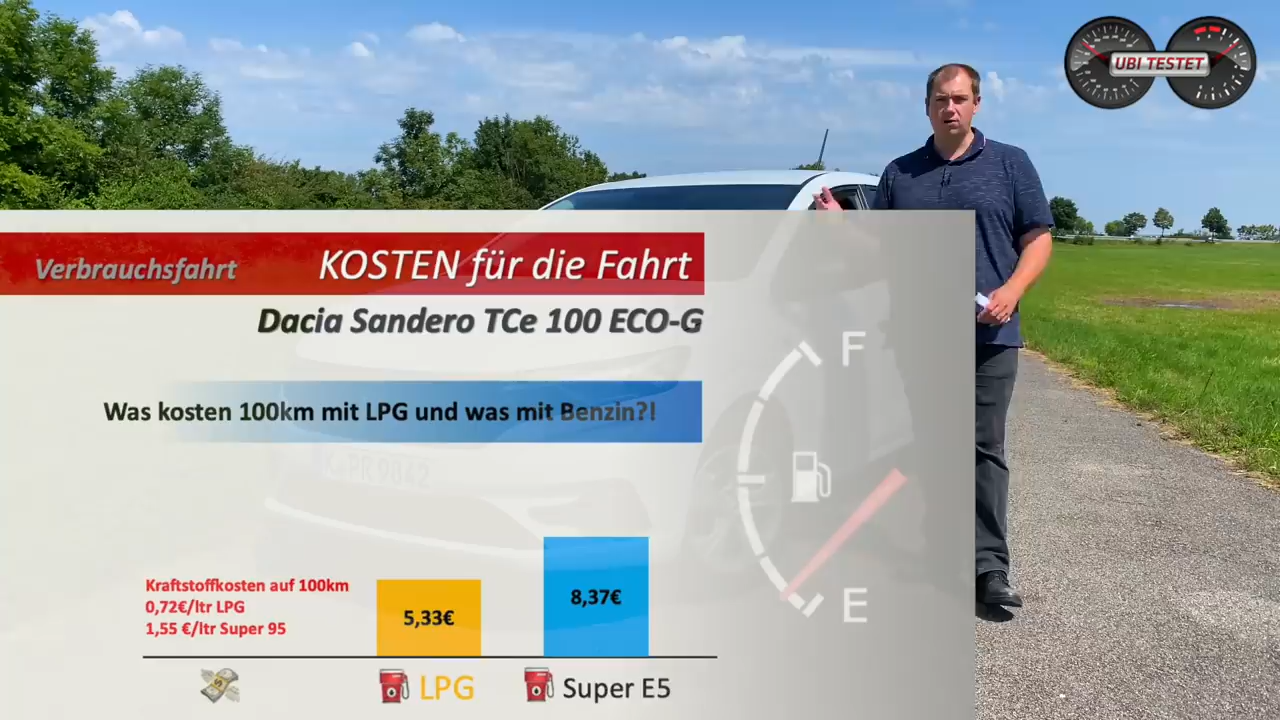 UBI TESTET
Verbrauchsfahrt KOSTEN für die Fahrt
Dacia Sandero TCe 100 ECO-G
Was kosten 100km mit LPG und was mit Benzin?!
F
E
Kraftstoffkosten auf 100km
0,72€/ltr LPG
1,55 €/ltr Super 95
5,33€
8,37€
LPG
Super E5